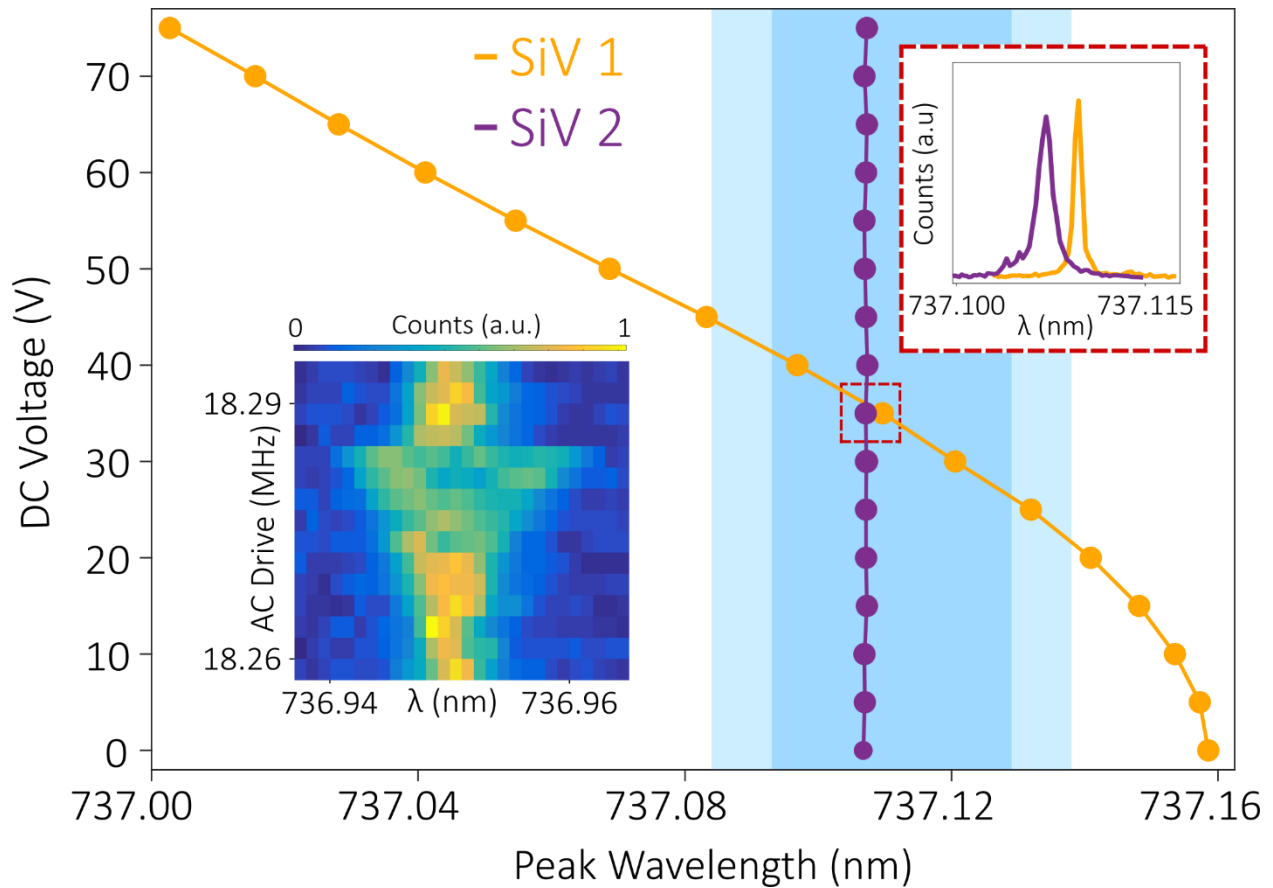 SiV 1
SiV 2
DC Voltage (V)
70
60
50
40
30
20
10
0
737.00
737.04
737.08
737.12
737.16
Peak Wavelength (nm)
0
Counts (a.u.)
1
AC Drive (MHz)
18.29
18.26
736.94
λ (nm)
736.96
Counts (a.u)
737.100
737.115
λ (nm)